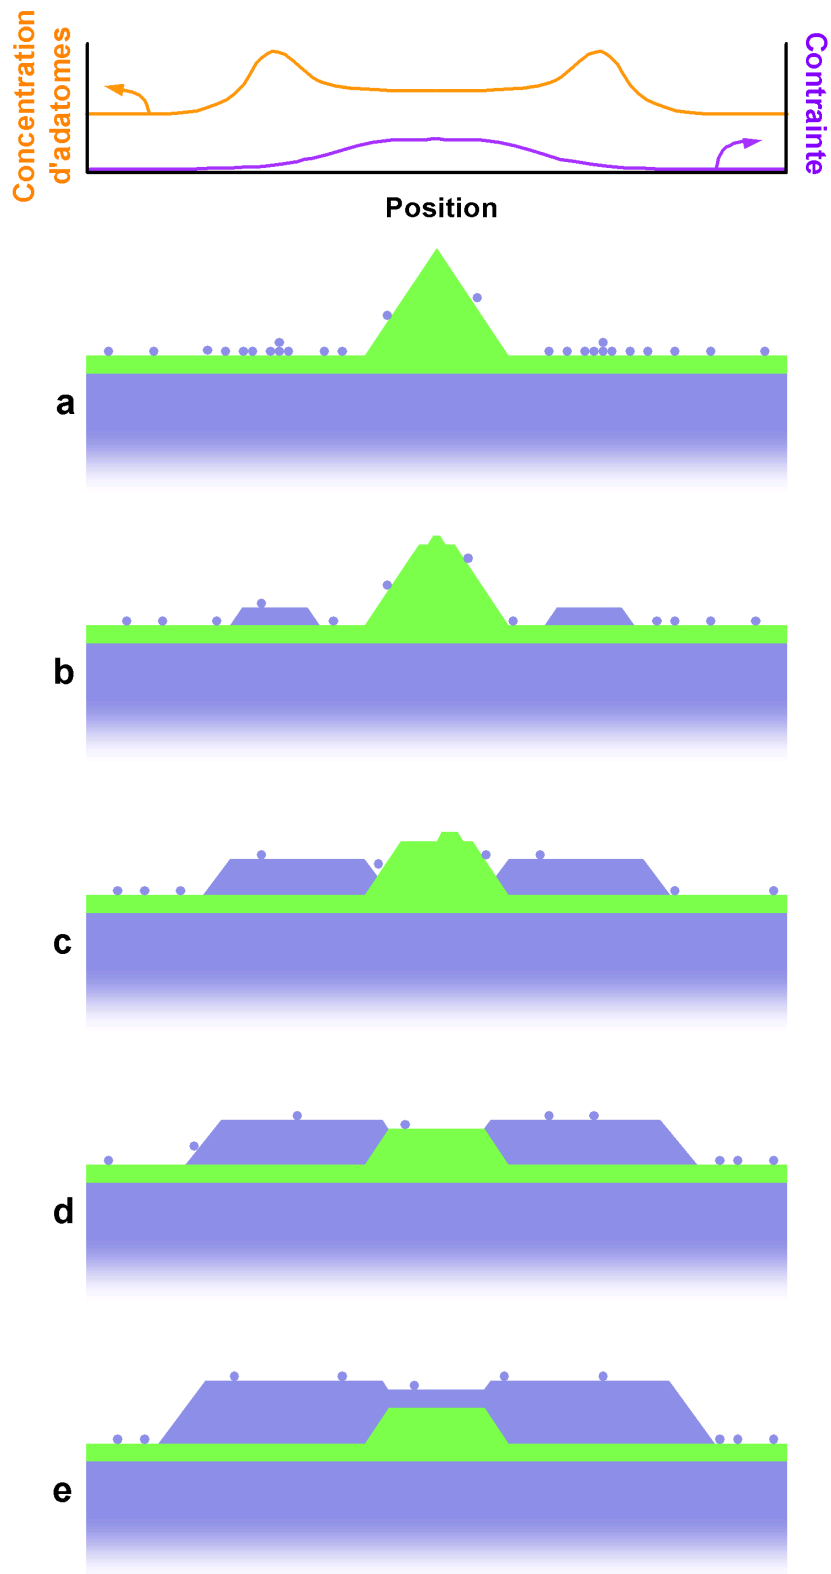 Concentration
d'adatomes
Contrainte
Position
a
b
c
d
e